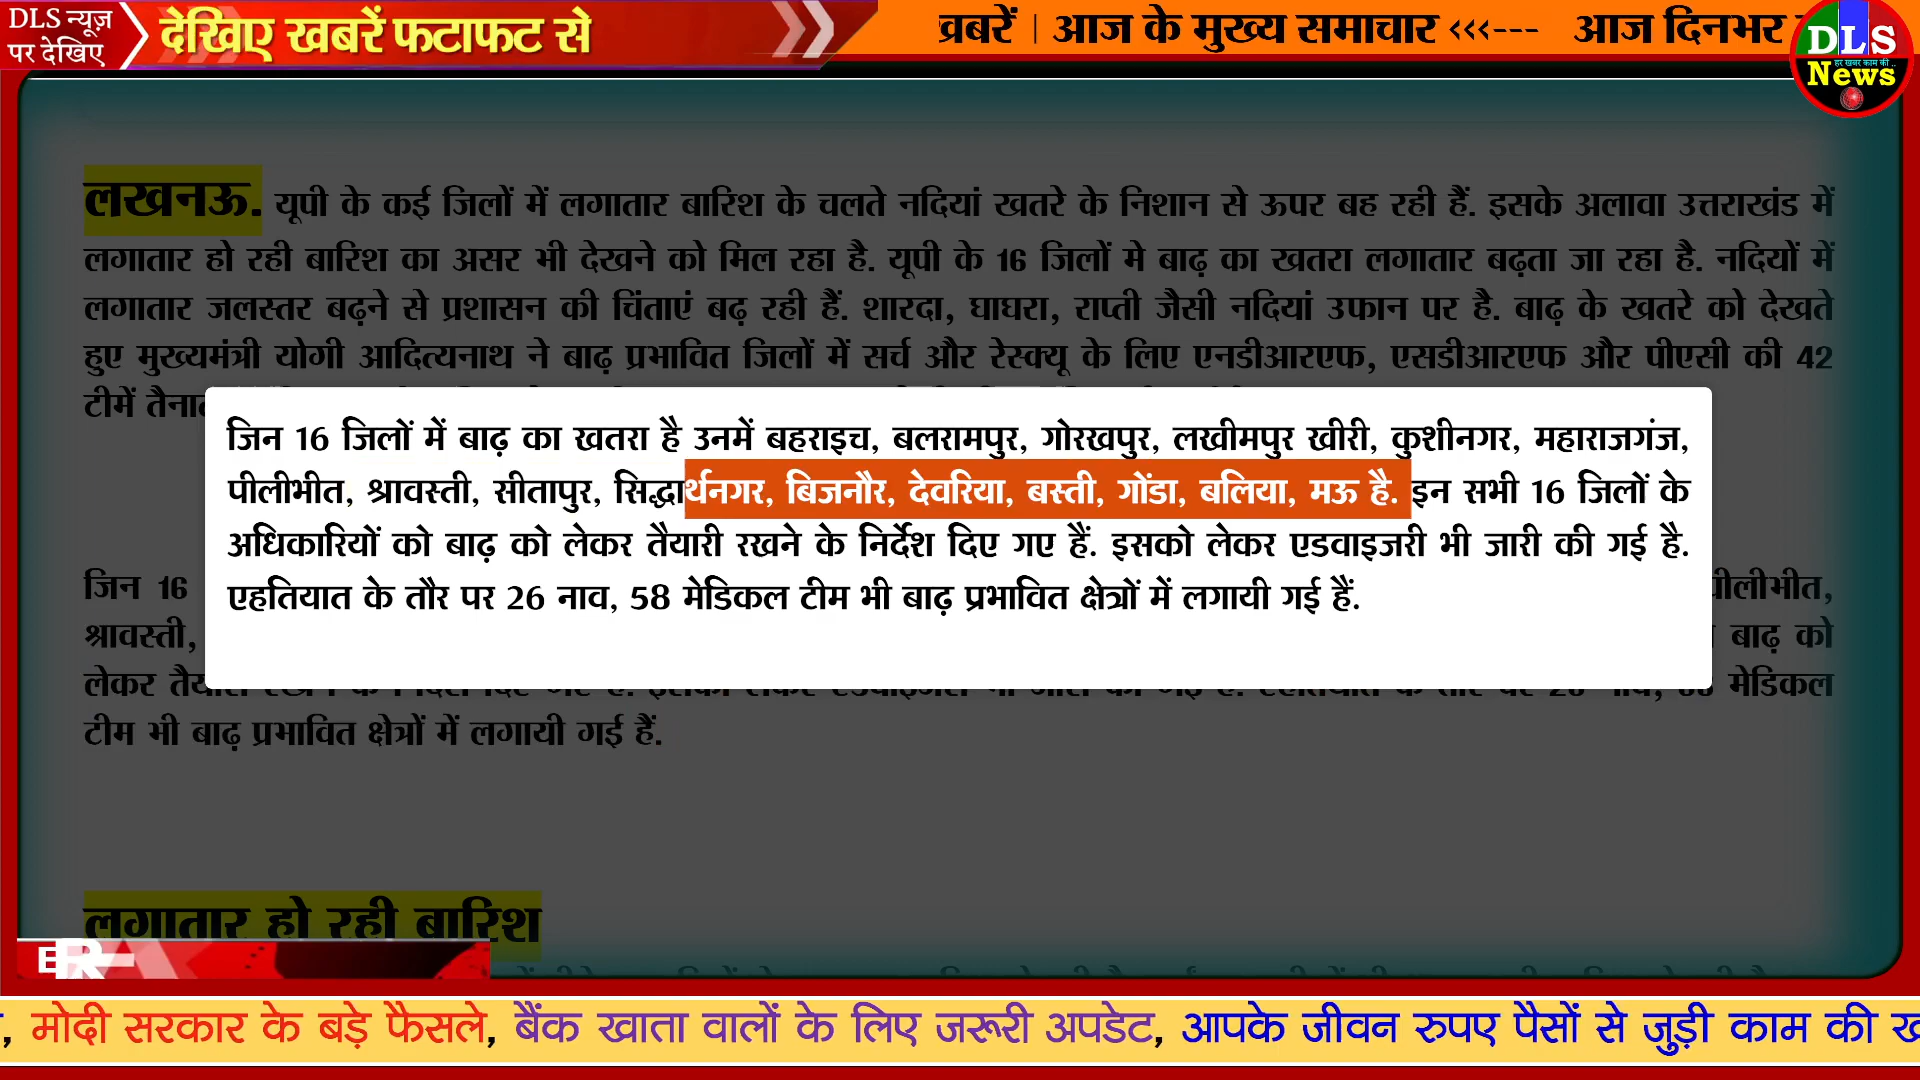 DLS न्यूज़
पर देखिए
देखिए खबरें फटाफट से
ख़बरें | आज के मुख्य समाचार <<<--- आज दिनभर
DLS
हर खबर काम की ..
News
लखनऊ. यूपी के कई जिलों में लगातार बारिश के चलते नदियां खतरे के निशान से ऊपर बह रही हैं. इसके अलावा उत्तराखंड में
लगातार हो रही बारिश का असर भी देखने को मिल रहा है. यूपी के 16 जिलों मे बाढ़ का खतरा लगातार बढ़ता जा रहा है. नदियों में
लगातार जलस्तर बढ़ने से प्रशासन की चिंताएं बढ़ रही हैं. शारदा, घाघरा, राप्ती जैसी नदियां उफान पर है. बाढ़ के खतरे को देखते
हुए मुख्यमंत्री योगी आदित्यनाथ ने बाढ़ प्रभावित जिलों में सर्च और रेस्क्यू के लिए एनडीआरएफ, एसडीआरएफ और पीएसी की 42
टीमें
जिन 16 जिलों में बाढ़ का खतरा है उनमें बहराइच, बलरामपुर, गोरखपुर, लखीमपुर खीरी, कुशीनगर, महाराजगंज,
पीलीभीत, श्रावस्ती, सीतापुर, सिद्धार्थनगर, बिजनौर, देवरिया, बस्ती, गोंडा, बलिया, मऊ है. इन सभी 16 जिलों के
अधिकारियों को बाढ़ को लेकर तैयारी रखने के निर्देश दिए गए हैं. इसको लेकर एडवाइजरी भी जारी की गई है.
एहतियात के तौर पर 26 नाव, 58 मेडिकल टीम भी बाढ़ प्रभावित क्षेत्रों में लगायी गई हैं.
जिन 16 पीलीभीत,
श्रावस्ती, बाढ़ को
लेकर मेडिकल
टीम भी बाढ़ प्रभावित क्षेत्रों में लगायी गई हैं.
लगातार हो रही बारिश
, मोदी सरकार के बड़े फैसले, बैंक खाता वालों के लिए जरूरी अपडेट, आपके जीवन रुपए पैसों से जुड़ी काम की